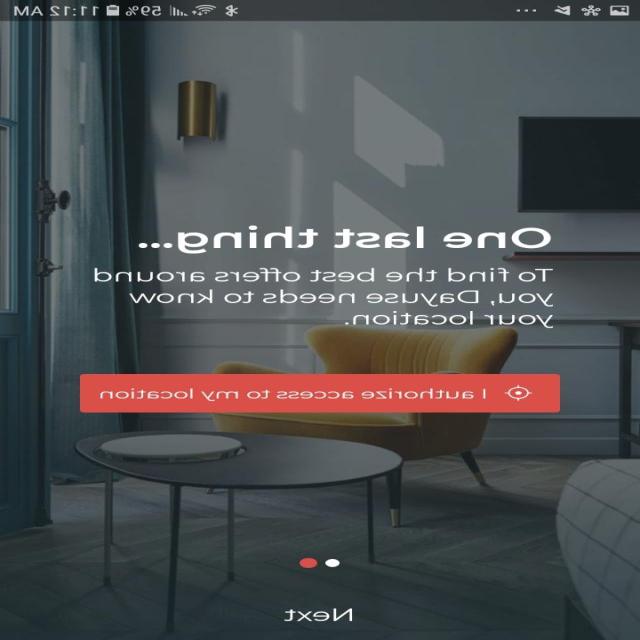 59% 11:12 AM
One last thing...
To find the best offers around
you, Dayuse needs to know
your location.
I authorize access to my location
Next